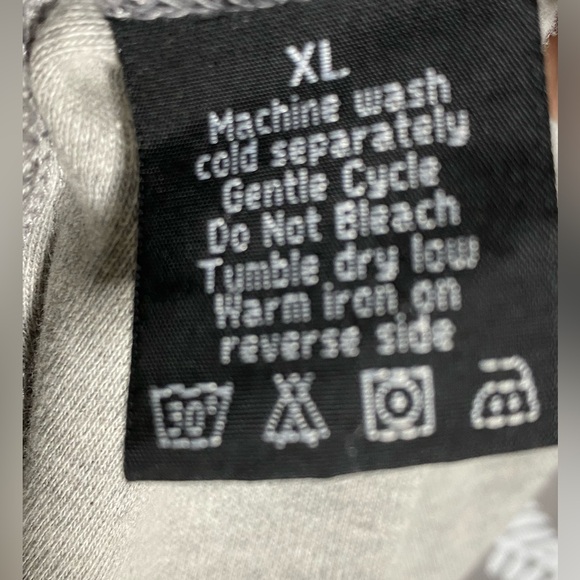 XL
Machine wash
cold separately
Gentle Cycle
Do Not Bleach
Tumble dry low
Warm iron on
reverse side
30°